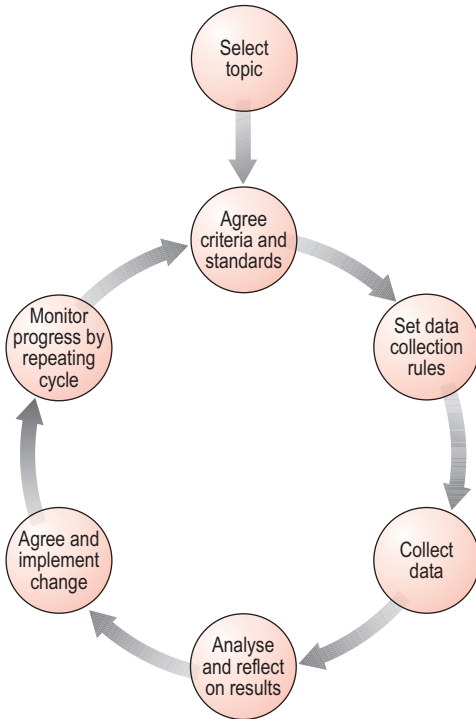 Select
topic
Agree
criteria and
standards
Set data
collection
rules
Collect
data
Analyse
and reflect
on results
Agree and
implement
change
Monitor
progress by
repeating
cycle